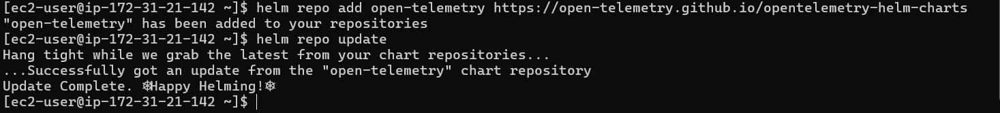 [ec2-user@ip-172-31-21-142 ~]$ helm repo add open-telemetry https://open-telemetry.github.io/opentelemetry-helm-charts
"open-telemetry" has been added to your repositories
[ec2-user@ip-172-31-21-142 ~]$ helm repo update
Hang tight while we grab the latest from your chart repositories...
...Successfully got an update from the "open-telemetry" chart repository
Update Complete. ⎈Happy Helming!⎈
[ec2-user@ip-172-31-21-142 ~]$